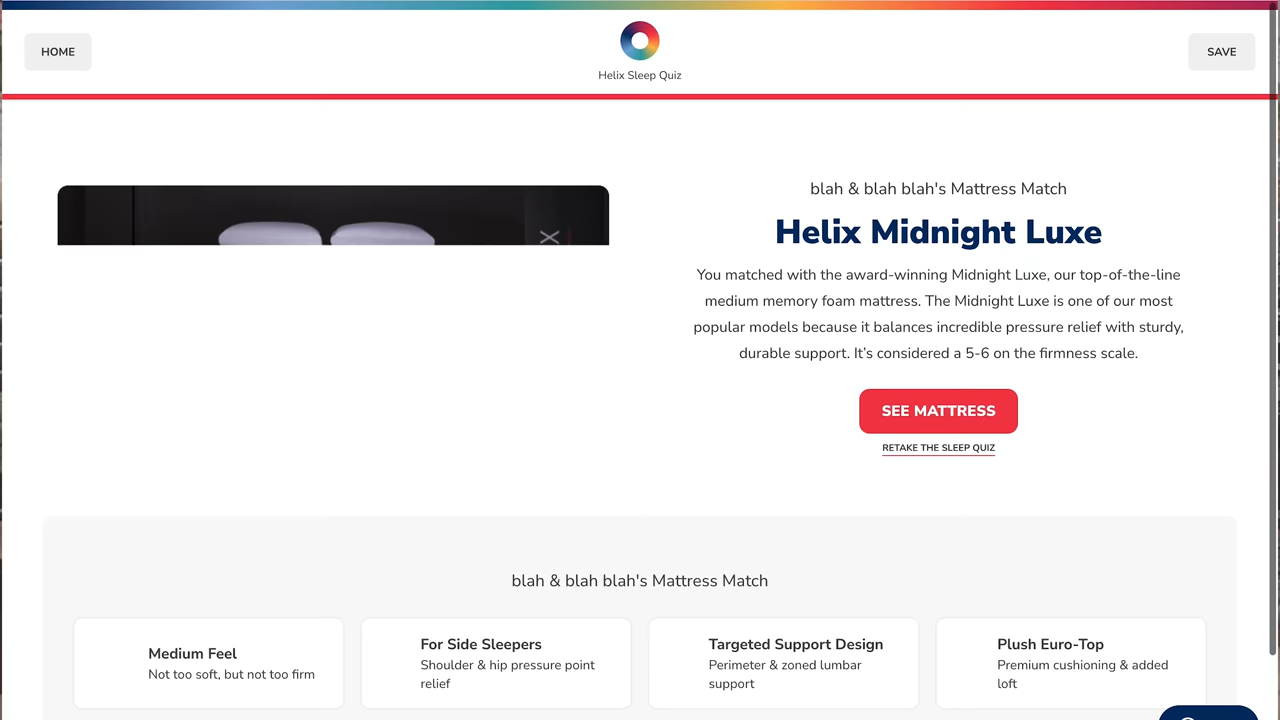 HOME
Helix Sleep Quiz
SAVE
blah & blah blah's Mattress Match
Helix Midnight Luxe
You matched with the award-winning Midnight Luxe, our top-of-the-line
medium memory foam mattress. The Midnight Luxe is one of our most
popular models because it balances incredible pressure relief with sturdy,
durable support. It’s considered a 5-6 on the firmness scale.
SEE MATTRESS
RETAKE THE SLEEP QUIZ
blah & blah blah's Mattress Match
Medium Feel
Not too soft, but not too firm
For Side Sleepers
Shoulder & hip pressure point
relief
Targeted Support Design
Perimeter & zoned lumbar
support
Plush Euro-Top
Premium cushioning & added
loft